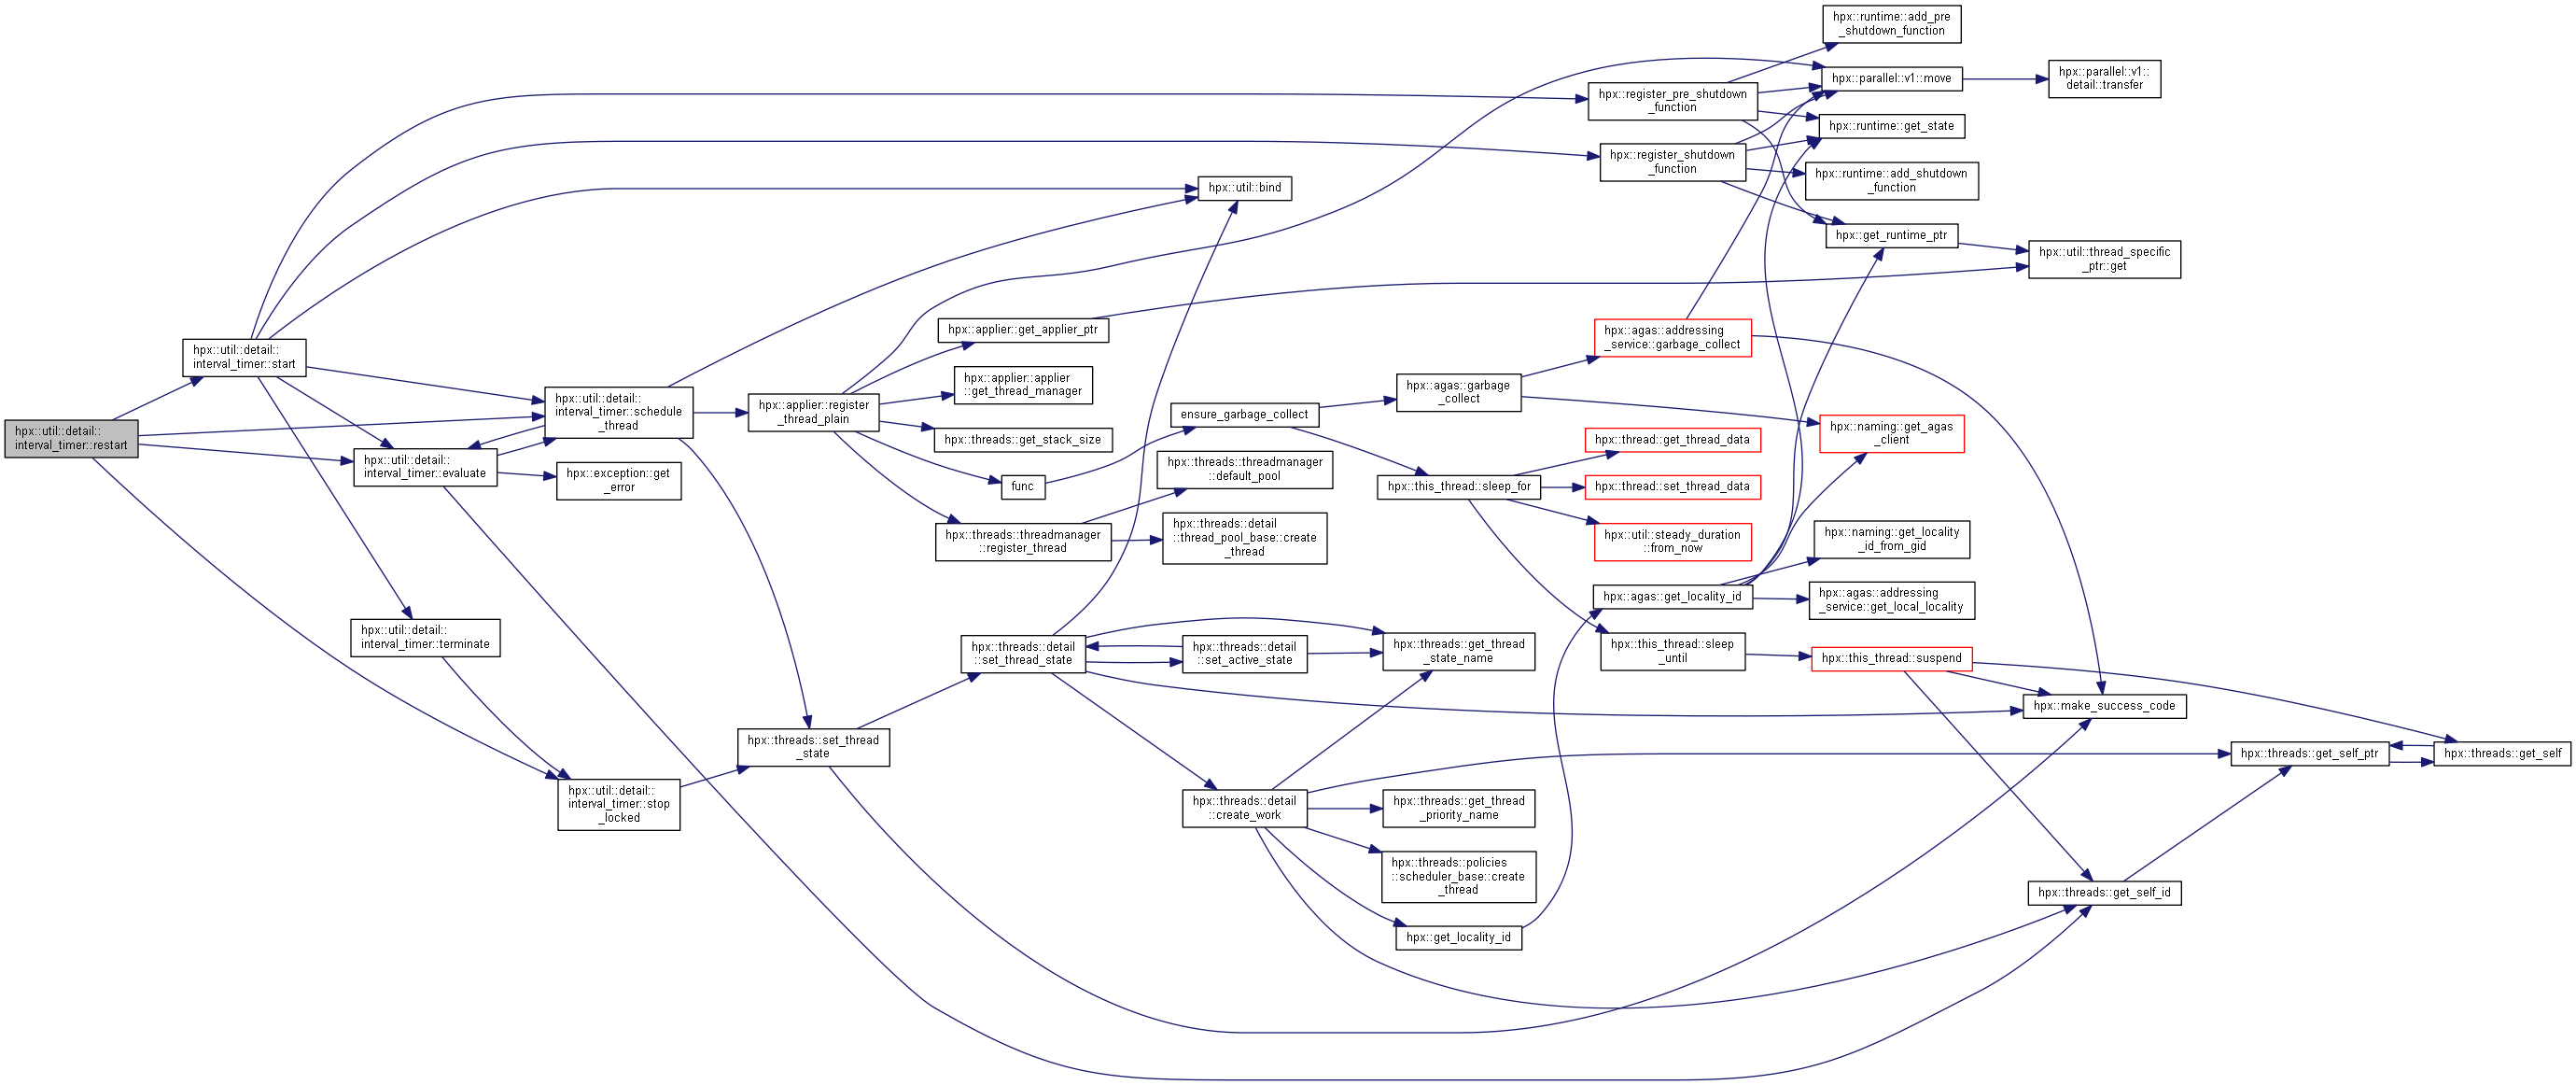 hpx::util::detail::
interval_timer::restart
hpx::util::detail::
interval_timer::start
hpx::util::detail::
interval_timer::evaluate
hpx::util::detail::
interval_timer::terminate
hpx::util::detail::
interval_timer::schedule
_thread
hpx::exception::get
_error
hpx::util::detail::
interval_timer::stop
_locked
hpx::applier::register
_thread_plain
hpx::threads::set_thread
_state
hpx::applier::get_applier_ptr
hpx::applier::applier
::get_thread_manager
hpx::threads::get_stack_size
func
hpx::threads::threadmanager
::register_thread
hpx::threads::detail
::set_thread_state
hpx::util::bind
ensure_garbage_collect
hpx::threads::threadmanager
::default_pool
hpx::threads::detail
::thread_pool_base::create
_thread
hpx::threads::detail
::set_active_state
hpx::threads::detail
::create_work
hpx::agas::garbage
_collect
hpx::this_thread::sleep_for
hpx::threads::get_thread
_state_name
hpx::threads::get_thread
_priority_name
hpx::threads::policies
::scheduler_base::create
_thread
hpx::get_locality_id
hpx::register_pre_shutdown
_function
hpx::register_shutdown
_function
hpx::agas::addressing
_service::garbage_collect
hpx::thread::get_thread_data
hpx::thread::set_thread_data
hpx::util::steady_duration
::from_now
hpx::agas::get_locality_id
hpx::this_thread::sleep
_until
hpx::runtime::add_pre
_shutdown_function
hpx::parallel::v1::move
hpx::runtime::get_state
hpx::runtime::add_shutdown
_function
hpx::get_runtime_ptr
hpx::naming::get_agas
_client
hpx::naming::get_locality
_id_from_gid
hpx::agas::addressing
_service::get_local_locality
hpx::this_thread::suspend
hpx::parallel::v1::
detail::transfer
hpx::util::thread_specific
_ptr::get
hpx::make_success_code
hpx::threads::get_self_id
hpx::threads::get_self_ptr
hpx::threads::get_self